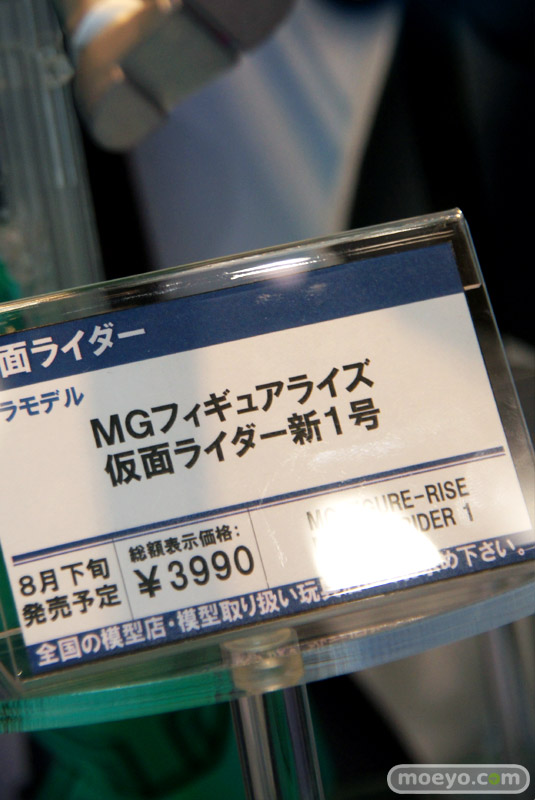 面ライダー
ラモデル
MGフィギュアライズ
仮面ライダー新1号
8月下旬
発売予定
総額表示価格:
¥3990
URE-RISE
IDER 1
全国の模型店・模型取り扱い玩 め下さい。
moeyo.com